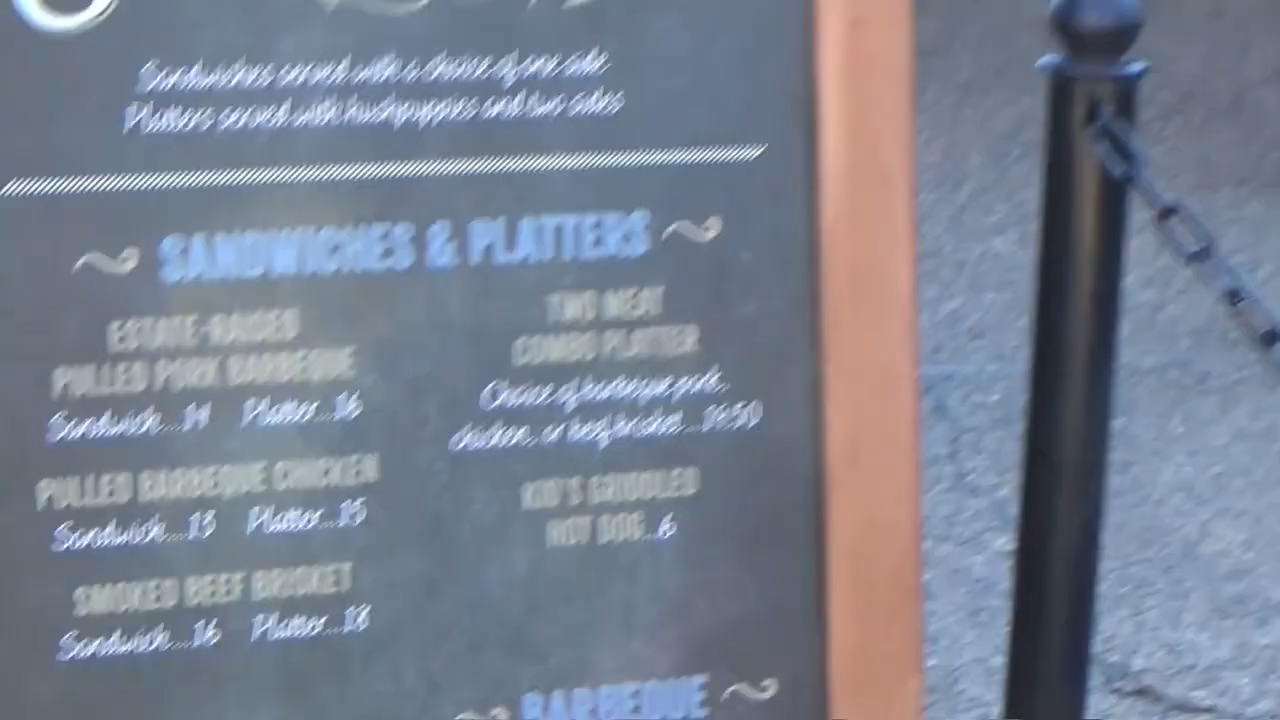 Sandwiches served with a choice of one side
Platters served with hushpuppies and two sides
SANDWICHES & PLATTERS
ESTATE-RAISED
PULLED PORK BARBEQUE
Sandwich...14 Platter...16
PULLED BARBEQUE CHICKEN
Sandwich...13 Platter...15
SMOKED BEEF BRISKET
Sandwich...16 Platter...18
TWO MEAT
COMBO PLATTER
Choice of barbeque pork,
chicken, or beef brisket...19.50
KID'S GRIDDLED
HOT DOG...6
BARBEQUE